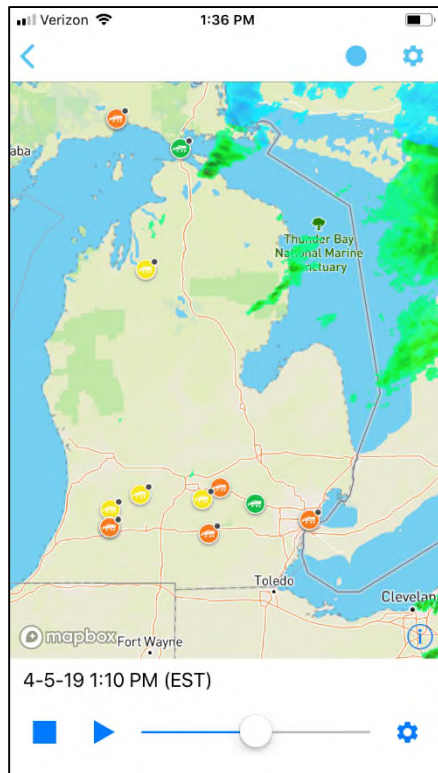 Verizon
1:36 PM
aba
Thunder Bay
National Marine
Sanctuary
Toledo
Cleveland
mapbox
Fort Wayne
i
4-5-19 1:10 PM (EST)